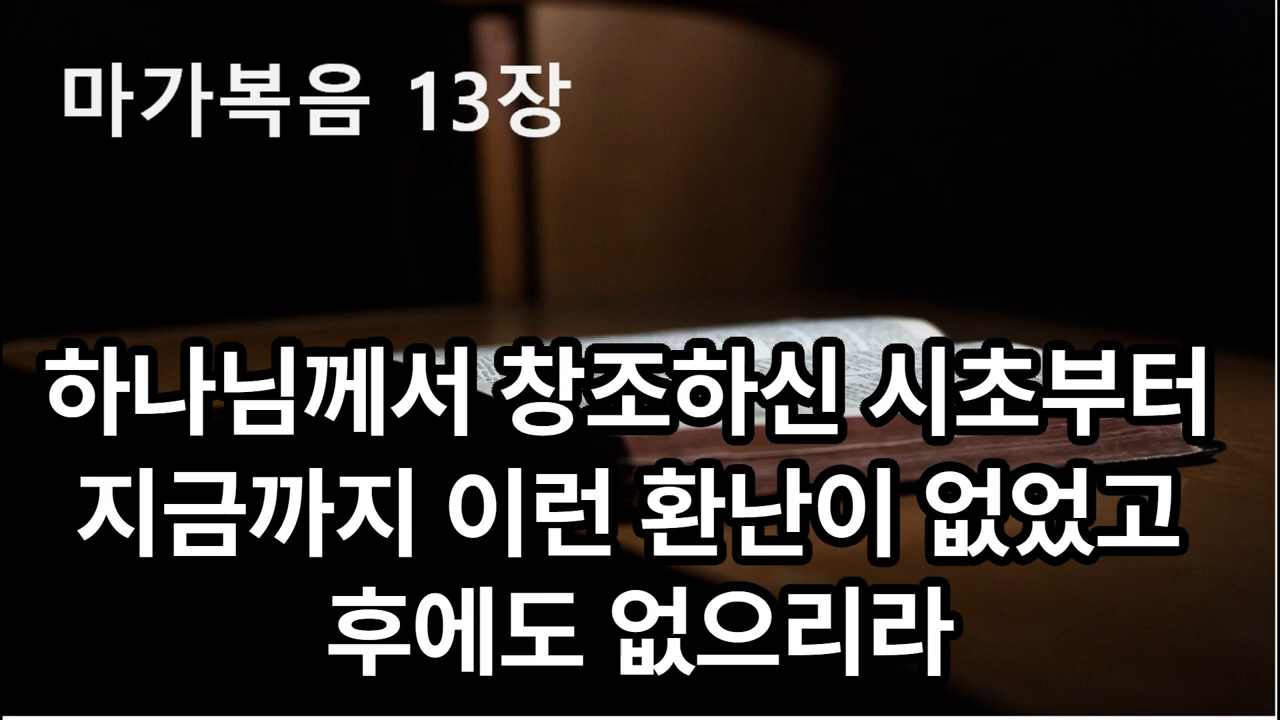 마가복음 13장
하나님께서 창조하신 시초부터
지금까지 이런 환난이 없었고
후에도 없으리라